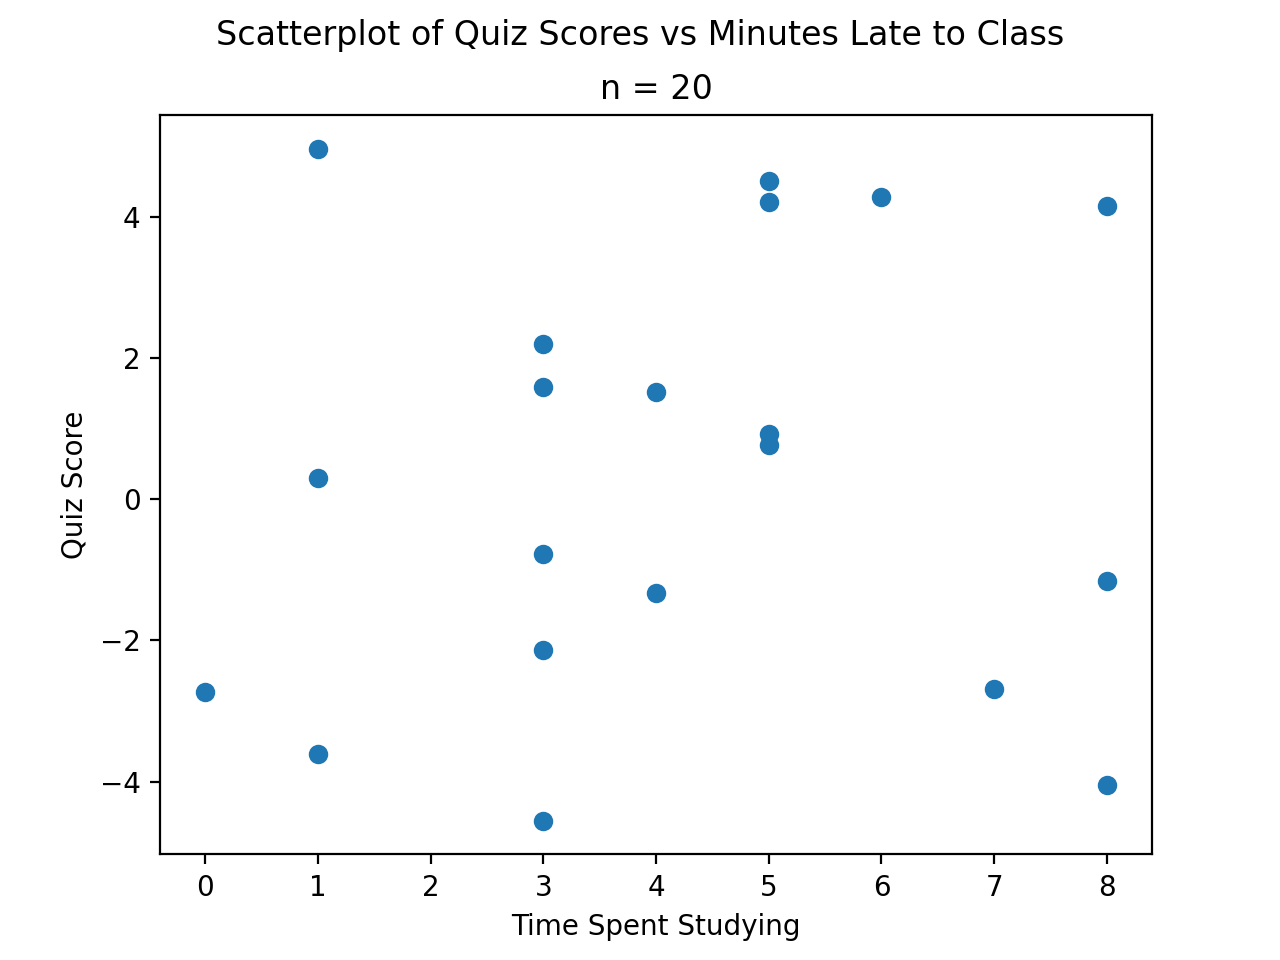 Scatterplot of Quiz Scores vs Minutes Late to Class
n = 20
4
2
0
−2
−4
Quiz Score
0 1 2 3 4 5 6 7 8
Time Spent Studying